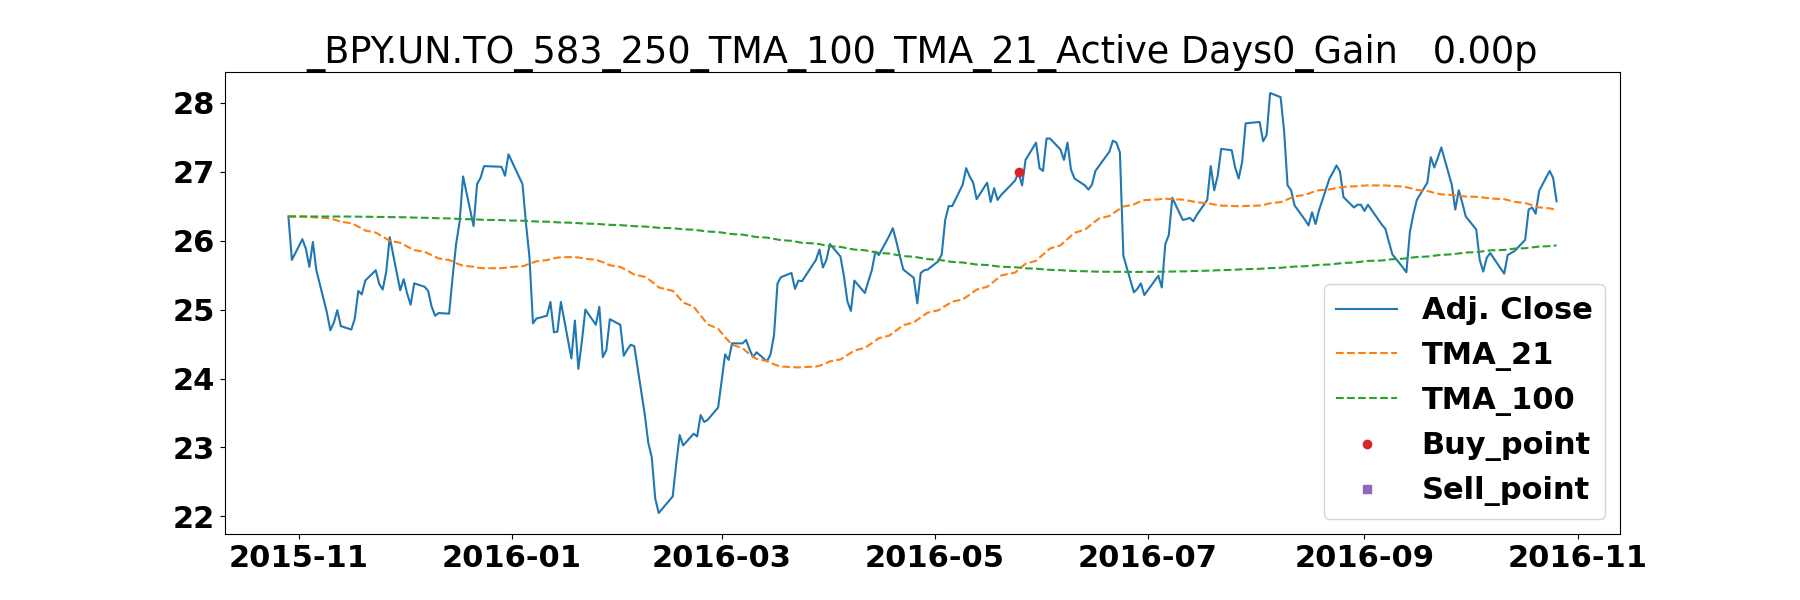 _BPY.UN.TO_583_250_TMA_100_TMA_21_Active Days0_Gain   0.00p
28
27
26
25
24
23
22
Adj. Close
TMA_21
TMA_100
Buy_point
Sell_point
2015-11 2016-01 2016-03 2016-05 2016-07 2016-09 2016-11